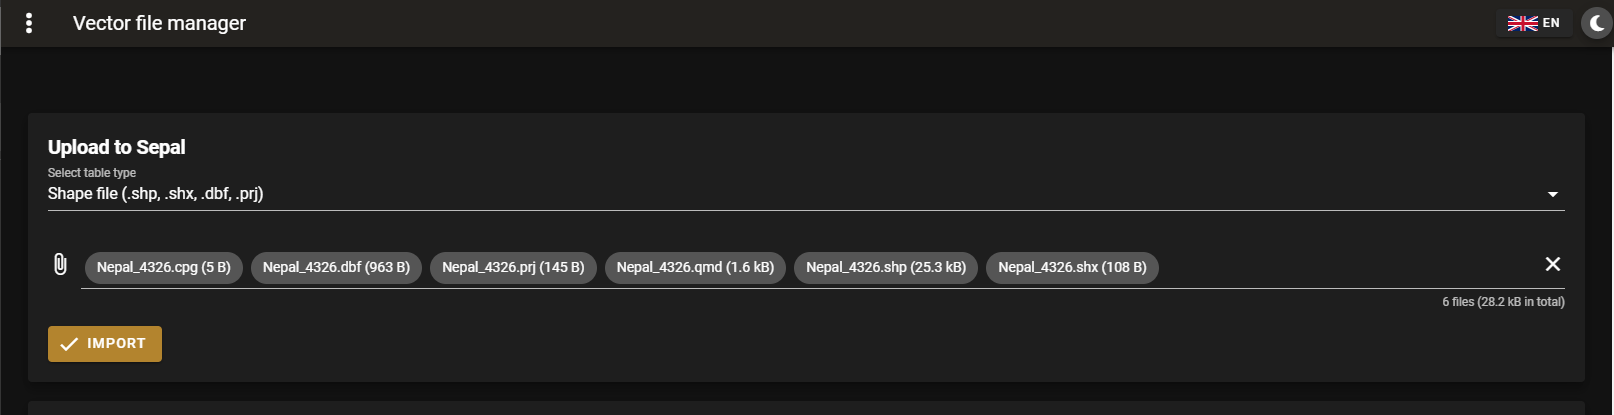 Vector file manager
EN
Upload to Sepal
Select table type
Shape file (.shp, .shx, .dbf, .prj)
Nepal_4326.cpg (5 B) Nepal_4326.dbf (963 B) Nepal_4326.prj (145 B) Nepal_4326.qmd (1.6 kB) Nepal_4326.shp (25.3 kB) Nepal_4326.shx (108 B)
6 files (28.2 kB in total)
IMPORT